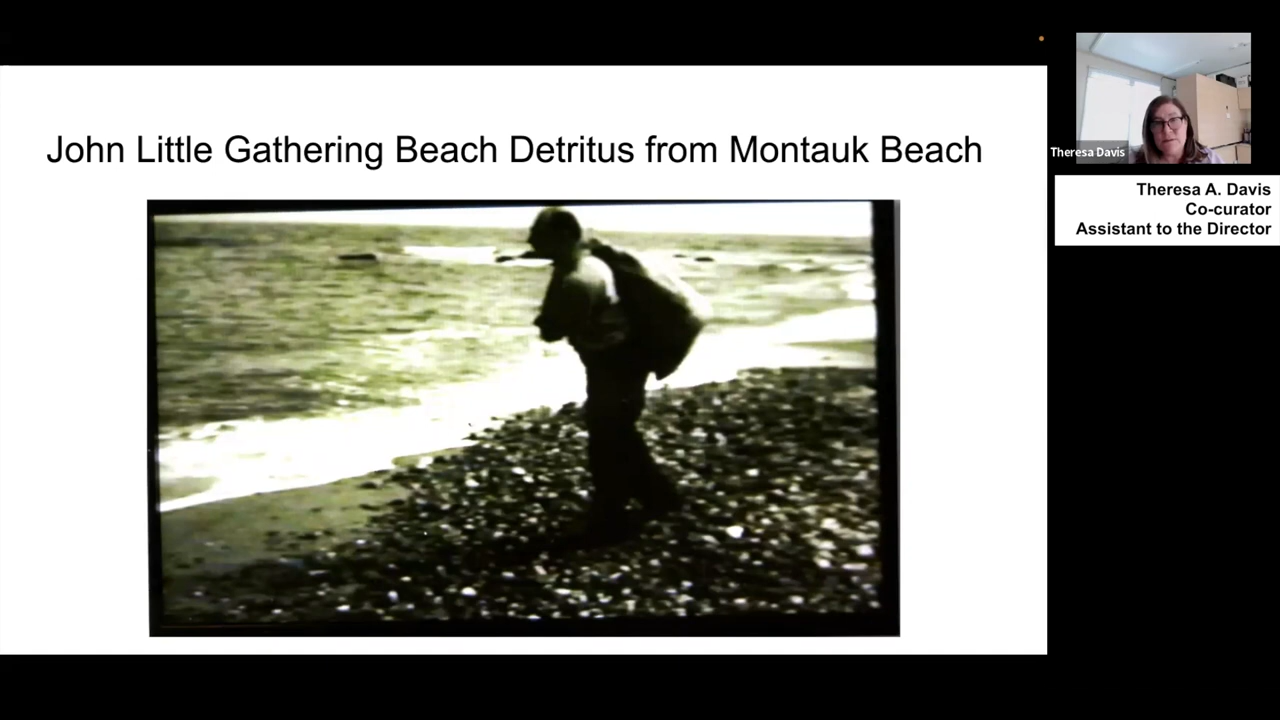 John Little Gathering Beach Detritus from Montauk Beach
Theresa Davis
Theresa A. Davis
Co-curator
Assistant to the Director